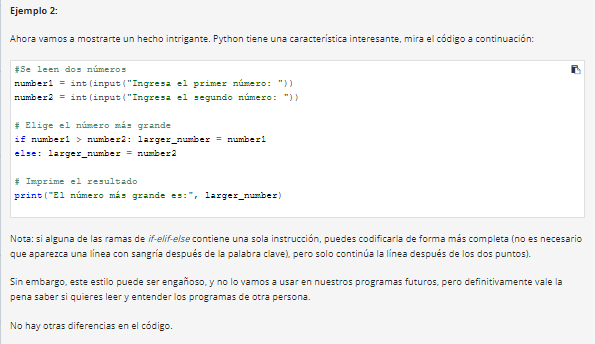 Ejemplo 2:
Ahora vamos a mostrarte un hecho intrigante. Python tiene una característica interesante, mira el código a continuación:
#Se leen dos números
number1 = int(input("Ingresa el primer número: "))
number2 = int(input("Ingresa el segundo número: "))
# Elige el número más grande
if number1 > number2: larger_number = number1
else: larger_number = number2
# Imprime el resultado
print("El número más grande es:", larger_number)
Nota: si alguna de las ramas de if-elif-else contiene una sola instrucción, puedes codificarla de forma más completa (no es necesario
que aparezca una línea con sangría después de la palabra clave), pero solo continúa la línea después de los dos puntos).
Sin embargo, este estilo puede ser engañoso, y no lo vamos a usar en nuestros programas futuros, pero definitivamente vale la
pena saber si quieres leer y entender los programas de otra persona.
No hay otras diferencias en el código.